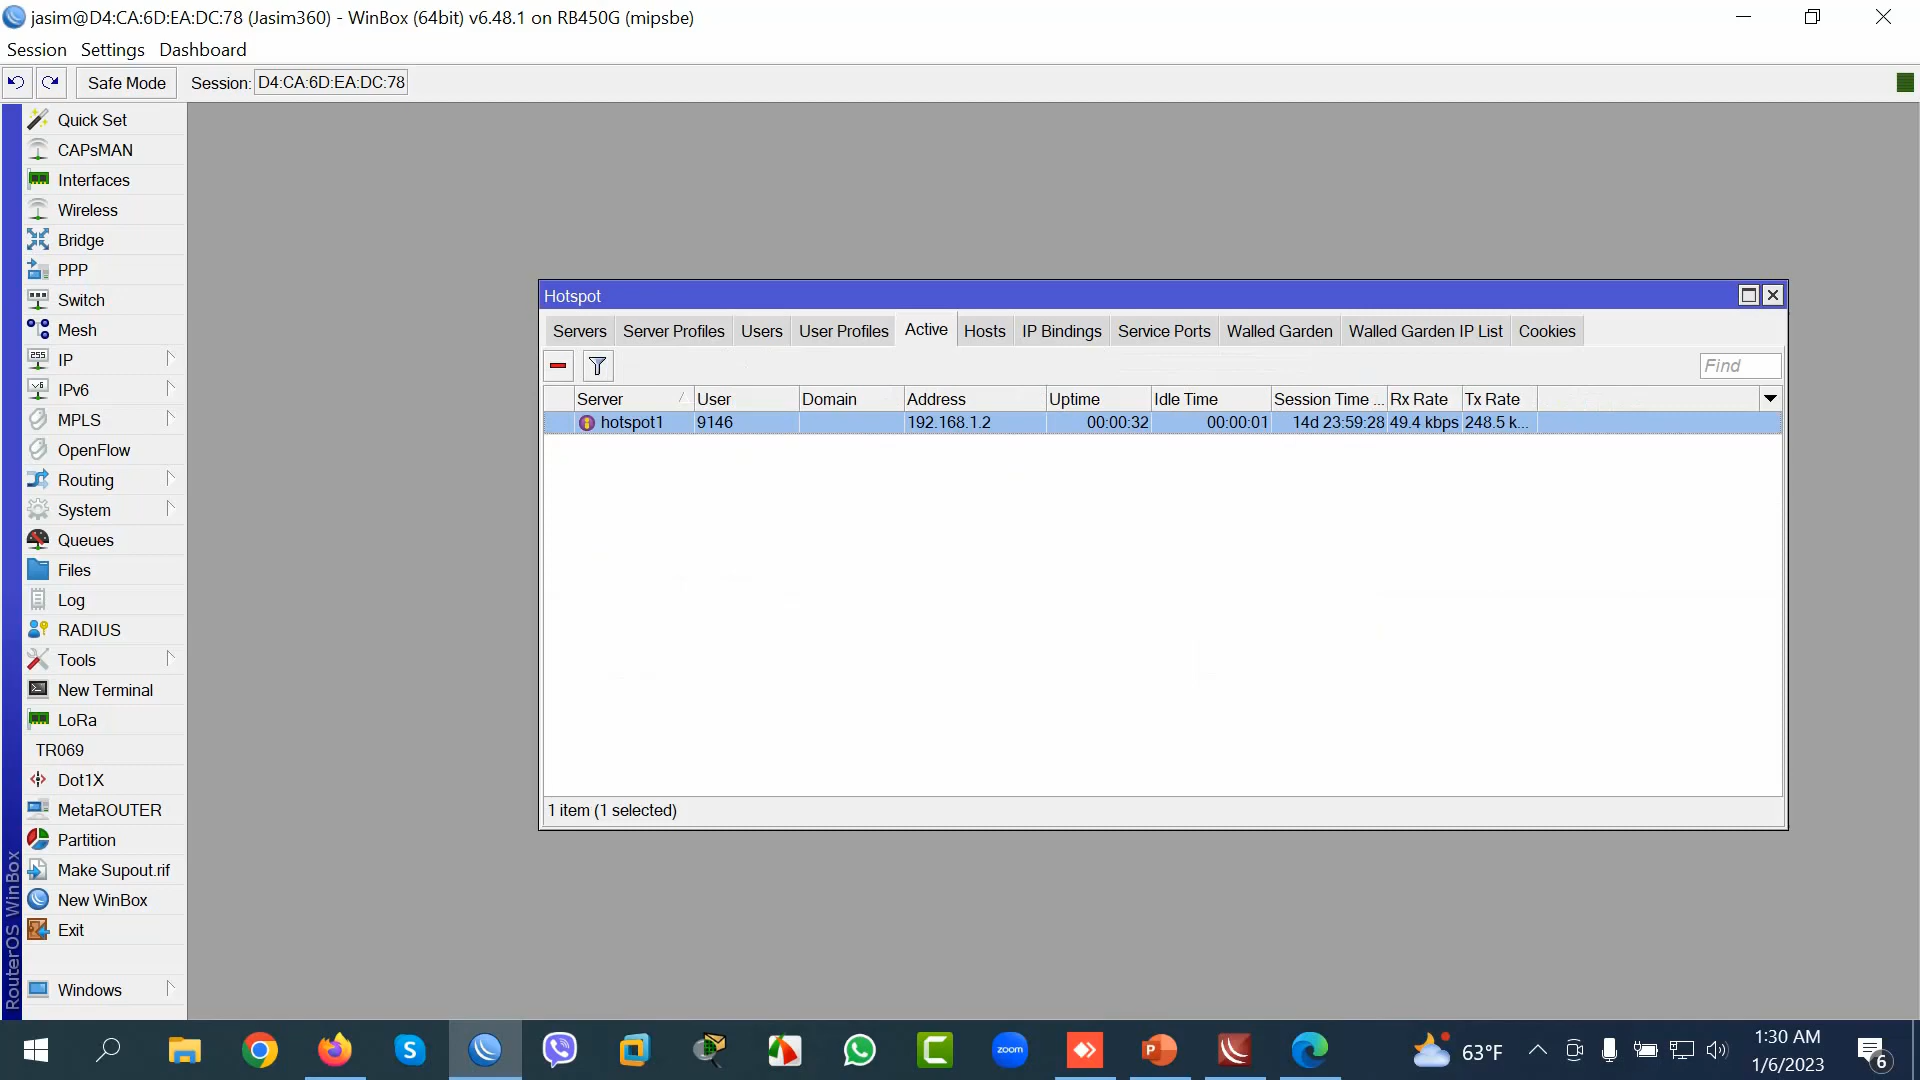 jasim@D4:CA:6D:EA:DC:78 (Jasim360) - WinBox (64bit) v6.48.1 on RB450G (mipsbe)
Session Settings Dashboard
Safe Mode Session: D4:CA:6D:EA:DC:78
Quick Set
CAPsMAN
Interfaces
Wireless
Bridge
PPP
Switch
Mesh
IP
IPv6
MPLS
OpenFlow
Routing
System
Queues
Files
Log
RADIUS
Tools
New Terminal
LoRa
TR069
Dot1X
MetaROUTER
Partition
Make Supout.rif
New WinBox
Exit
Windows
RouterOS WinBox
Hotspot
Servers Server Profiles Users User Profiles Active Hosts IP Bindings Service Ports Walled Garden Walled Garden IP List Cookies
Find
Server User Domain Address Uptime Idle Time Session Time ... Rx Rate Tx Rate
hotspot1 9146 192.168.1.2 00:00:32 00:00:01 14d 23:59:28 49.4 kbps 248.5 k...
1 item (1 selected)
zoom
63°F
1:30 AM
1/6/2023
6